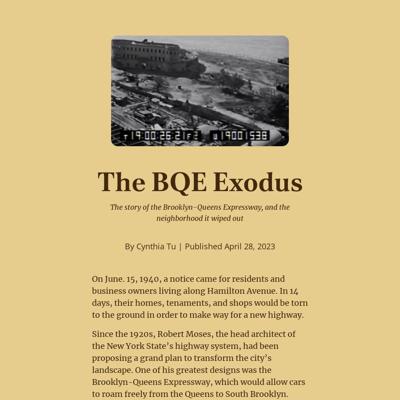 The BQE Exodus
The story of the Brooklyn-Queens Expressway, and the
neighborhood it wiped out
By Cynthia Tu | Published April 28, 2023
On June. 15, 1940, a notice came for residents and
business owners living along Hamilton Avenue. In 14
days, their homes, tenaments, and shops would be torn
to the ground in order to make way for a new highway.
Since the 1920s, Robert Moses, the head architect of
the New York State's highway system, had been
proposing a grand plan to transform the city's
landscape. One of his greatest designs was the
Brooklyn-Queens Expressway, which would allow cars
to roam freely from the Queens to South Brooklyn.